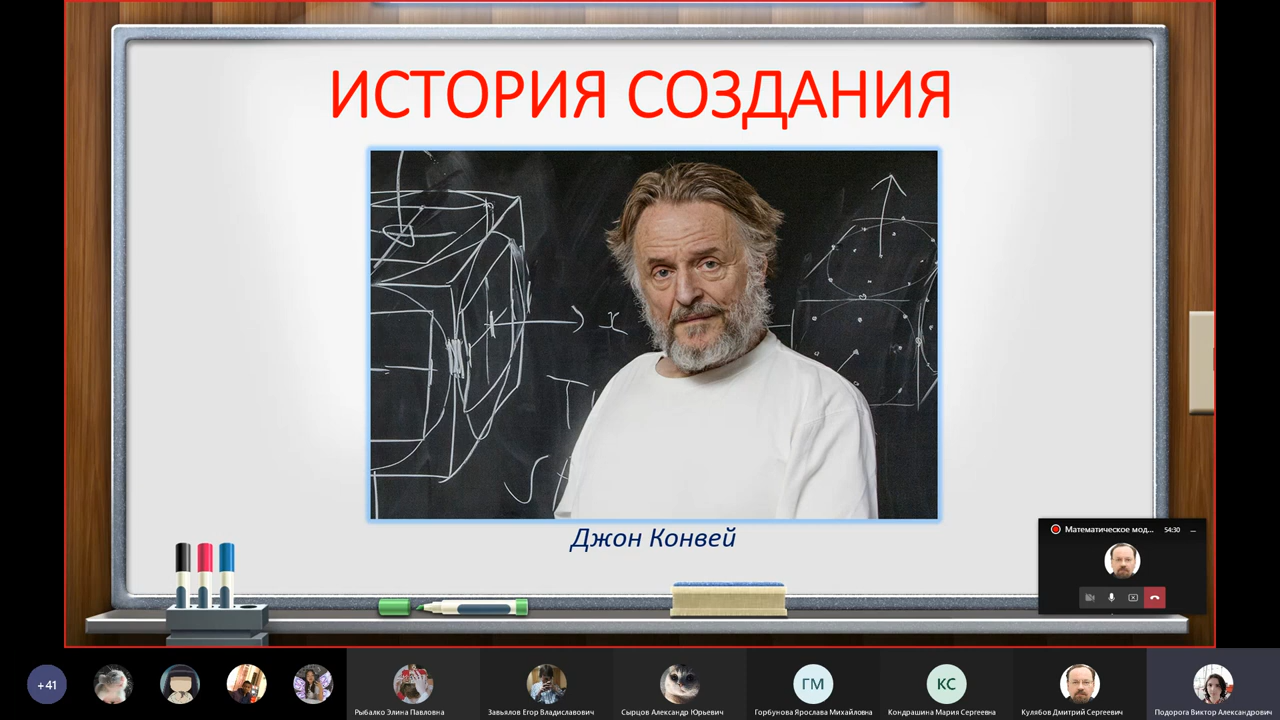 ИСТОРИЯ СОЗДАНИЯ
x
Джон Конвей
Математическое мод...
54:30
+41
Рыбалко Элина Павловна
Завьялов Егор Владиславович
Сырцов Александр Юрьевич
ГМ
Горбунова Ярослава Михайловна
КС
Кондрашина Мария Сергеевна
Кулябов Дмитрий Сергеевич
Подорога Виктор Александрович